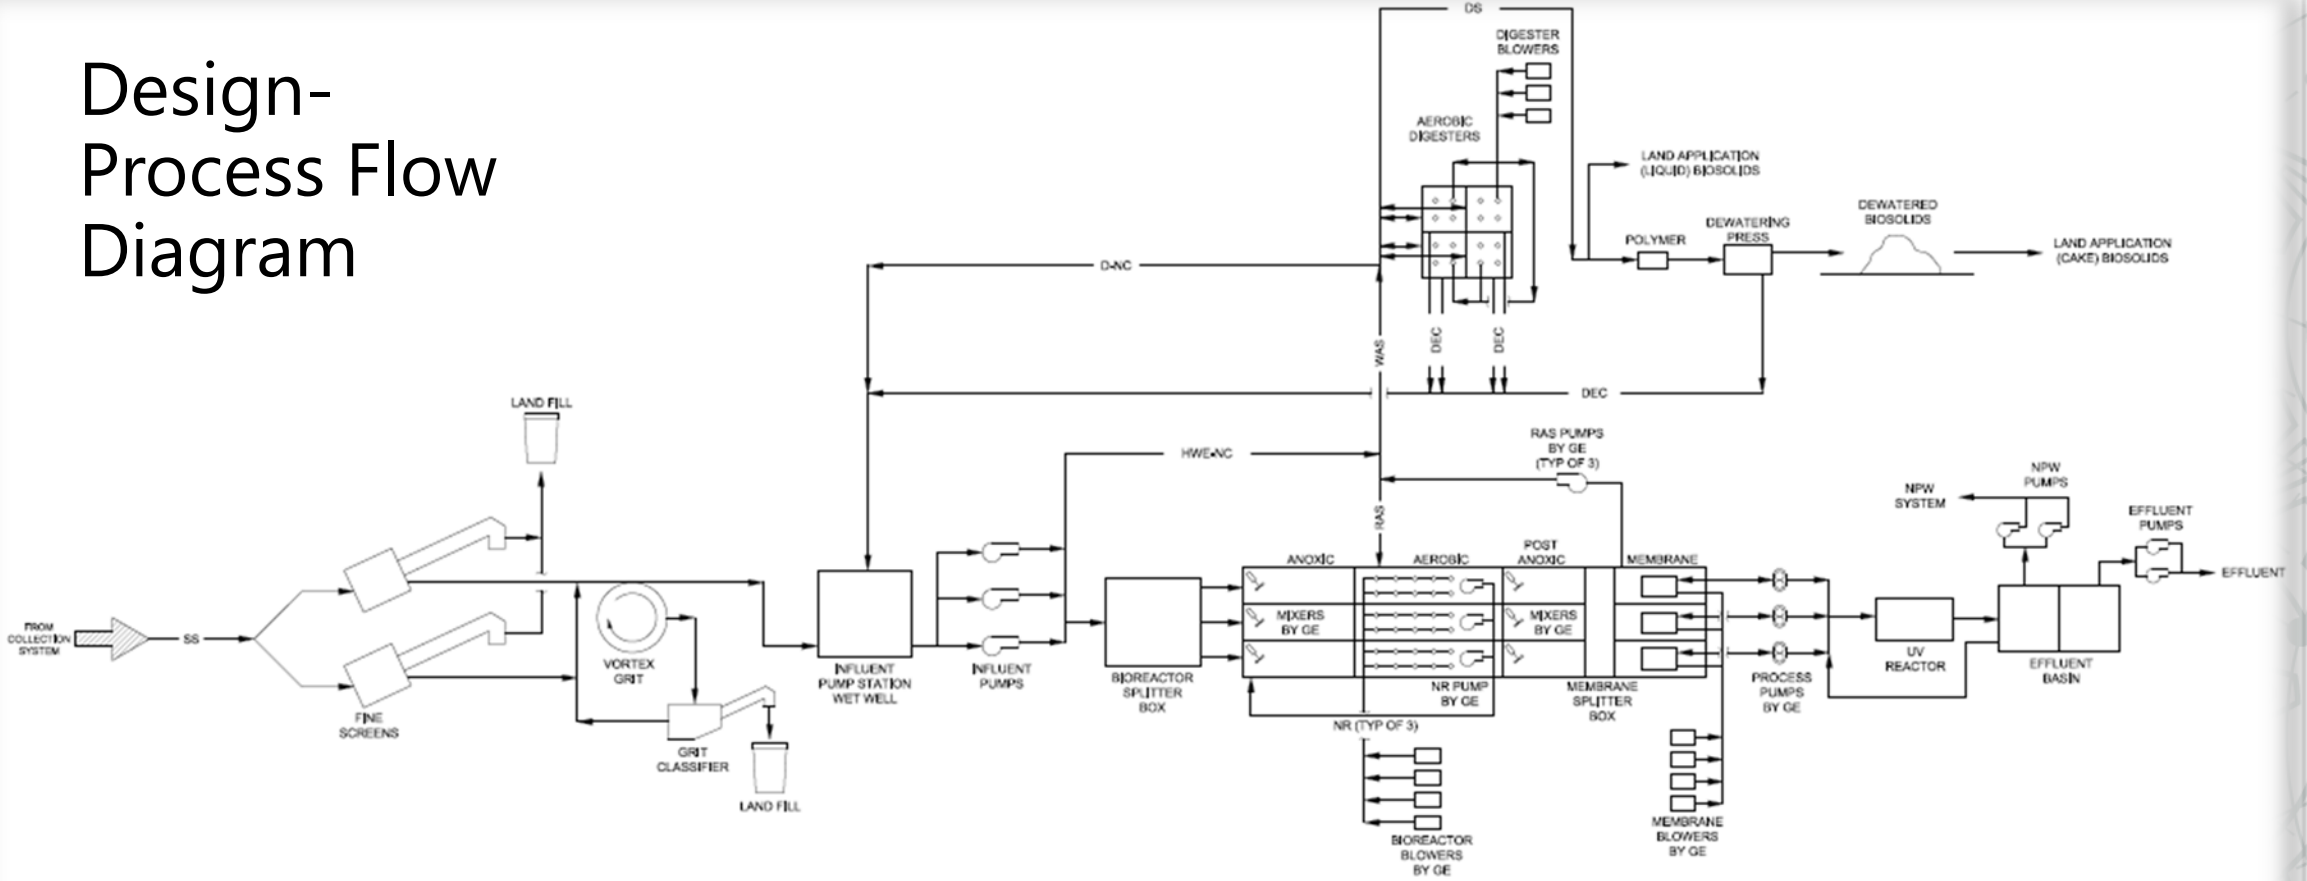 Design-
Process Flow
Diagram
DS
DIGESTER
BLOWERS
AEROBIC
DIGESTERS
LAND APPLICATION
(LIQUID) BIOSOLIDS
DEWATERED
BIOSOLIDS
DEWATERING
PRESS
POLYMER
LAND APPLICATION
(CAKE) BIOSOLIDS
D-NC
WAS
DEC
DEC
DEC
LAND FILL
HWE-NC
RAS PUMPS
BY GE
(TYP OF 3)
RAS
NPW
PUMPS
NPW
SYSTEM
EFFLUENT
PUMPS
EFFLUENT
ANOXIC
AEROBIC
POST
ANOXIC
MEMBRANE
FROM
COLLECTION
SYSTEM
SS
MIXERS
BY GE
MIXERS
BY GE
VORTEX
GRIT
INFLUENT
PUMP STATION
WET WELL
INFLUENT
PUMPS
BIOREACTOR
SPLITTER
BOX
NR PUMP
BY GE
MEMBRANE
SPLITTER
BOX
PROCESS
PUMPS
BY GE
UV
REACTOR
EFFLUENT
BASIN
FINE
SCREENS
NR (TYP OF 3)
GRIT
CLASSIFIER
LAND FILL
BIOREACTOR
BLOWERS
BY GE
MEMBRANE
BLOWERS
BY GE